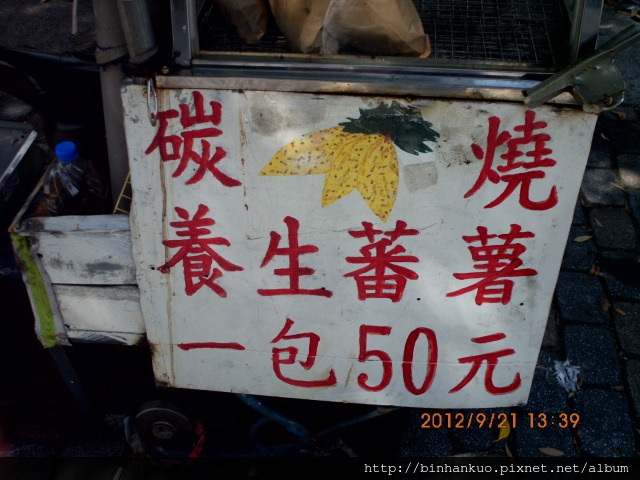 碳 燒
養生蕃薯
一包50元
2012/9/21 13:39
http://binhankuo.pixnet.net/album